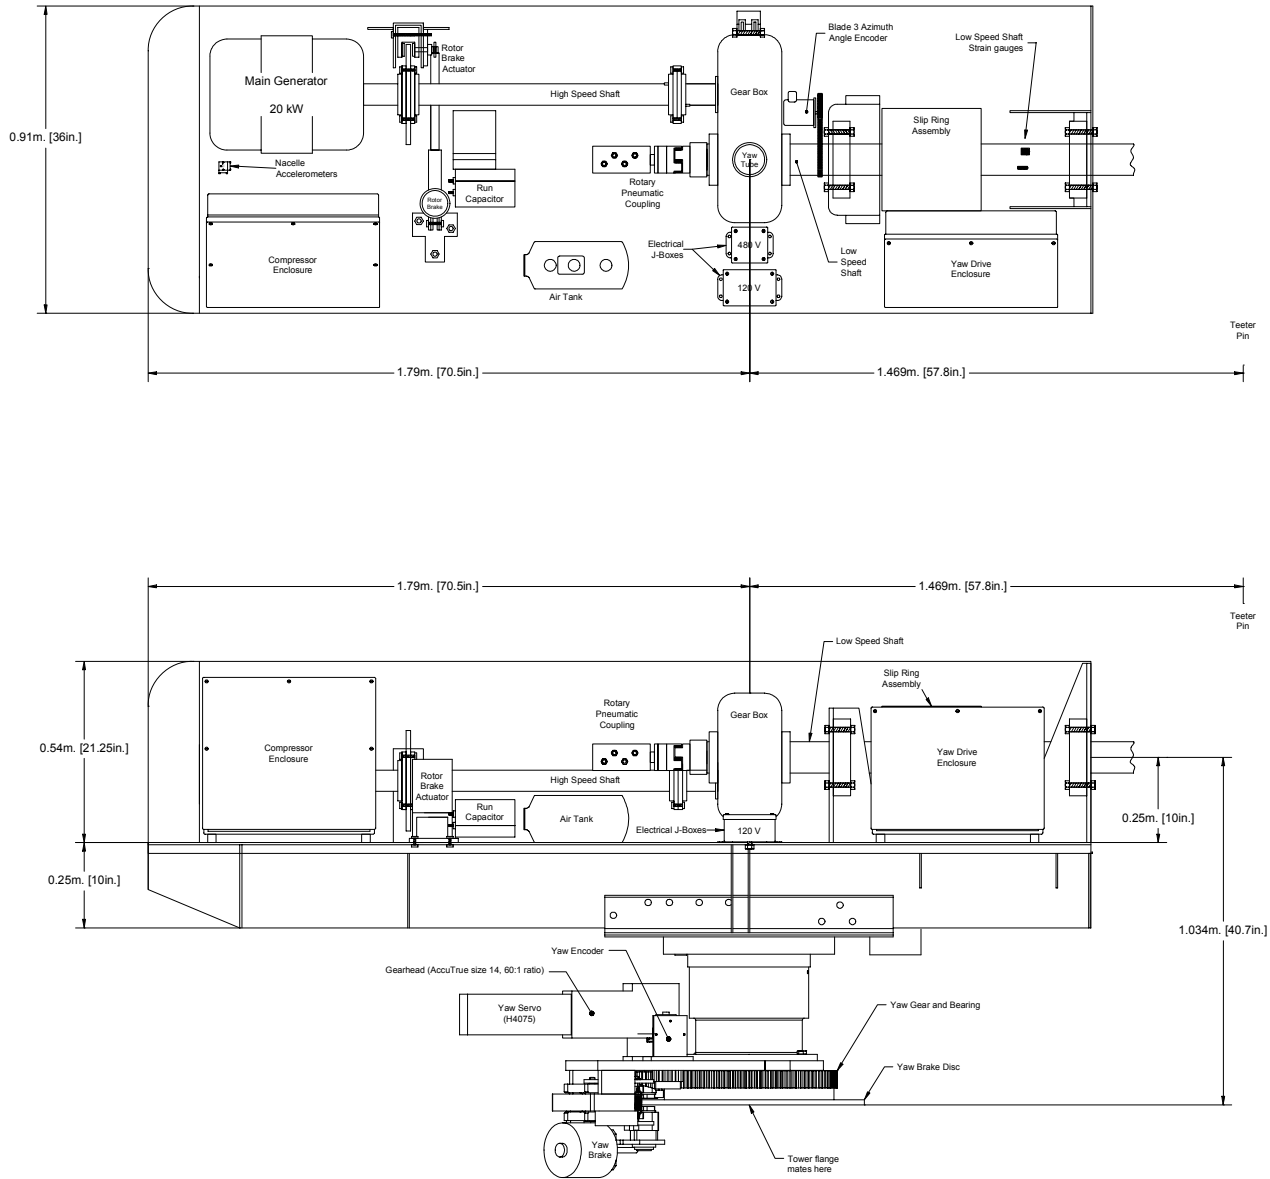 Blade 3 Azimuth
Angle Encoder
Low Speed Shaft
Strain gauges
Rotor
Brake
Actuator
Main Generator
20 kW
High Speed Shaft
Gear Box
Slip Ring
Assembly
0.91m. [36in.]
Nacelle
Accelerometers
Yaw
Tube
Rotary
Pneumatic
Coupling
Run
Capacitor
Rotor
Brake
Electrical
J-Boxes
480 V
Low
Speed
Shaft
Compressor
Enclosure
Yaw Drive
Enclosure
120 V
Air Tank
Teeter
Pin
1.79m. [70.5in.]
1.469m. [57.8in.]
1.79m. [70.5in.]
1.469m. [57.8in.]
Teeter
Pin
Low Speed Shaft
Slip Ring
Assembly
Rotary
Pneumatic
Coupling
Gear Box
0.54m. [21.25in.]
Compressor
Enclosure
Yaw Drive
Enclosure
Rotor
Brake
Actuator
High Speed Shaft
Run
Capacitor
Air Tank
Electrical J-Boxes
120 V
0.25m. [10in.]
0.25m. [10in.]
1.034m. [40.7in.]
Yaw Encoder
Gearhead (AccuTrue size 14, 60:1 ratio)
Yaw Servo
(H4075)
Yaw Gear and Bearing
Yaw Brake Disc
Yaw
Brake
Tower flange
mates here